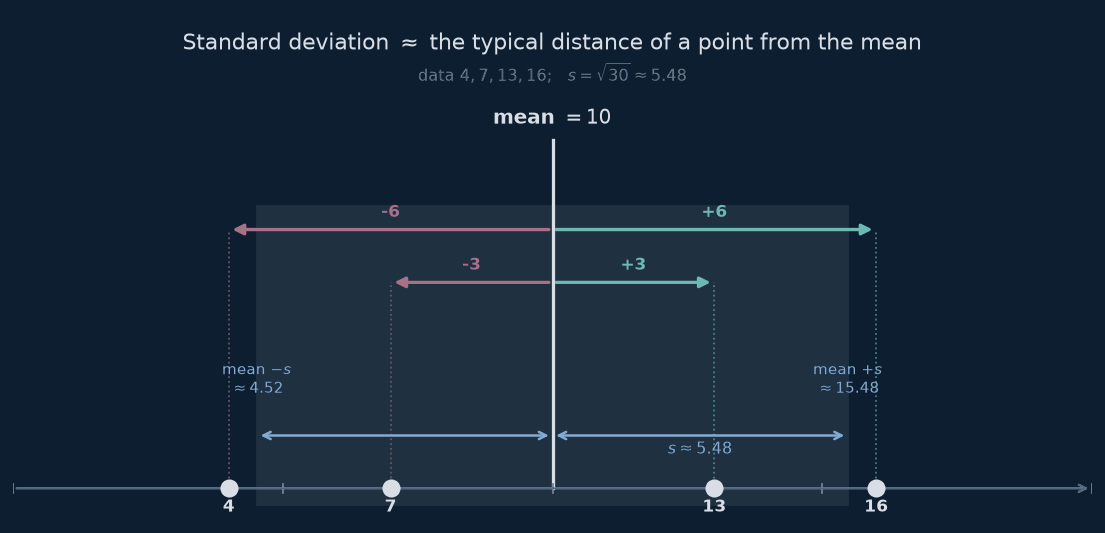 Standard deviation ≈ the typical distance of a point from the mean
data 4, 7, 13, 16;   s = √30 ≈ 5.48
mean = 10
-6
+6
-3
+3
mean −s
≈ 4.52
mean +s
≈ 15.48
s ≈ 5.48
4
7
13
16